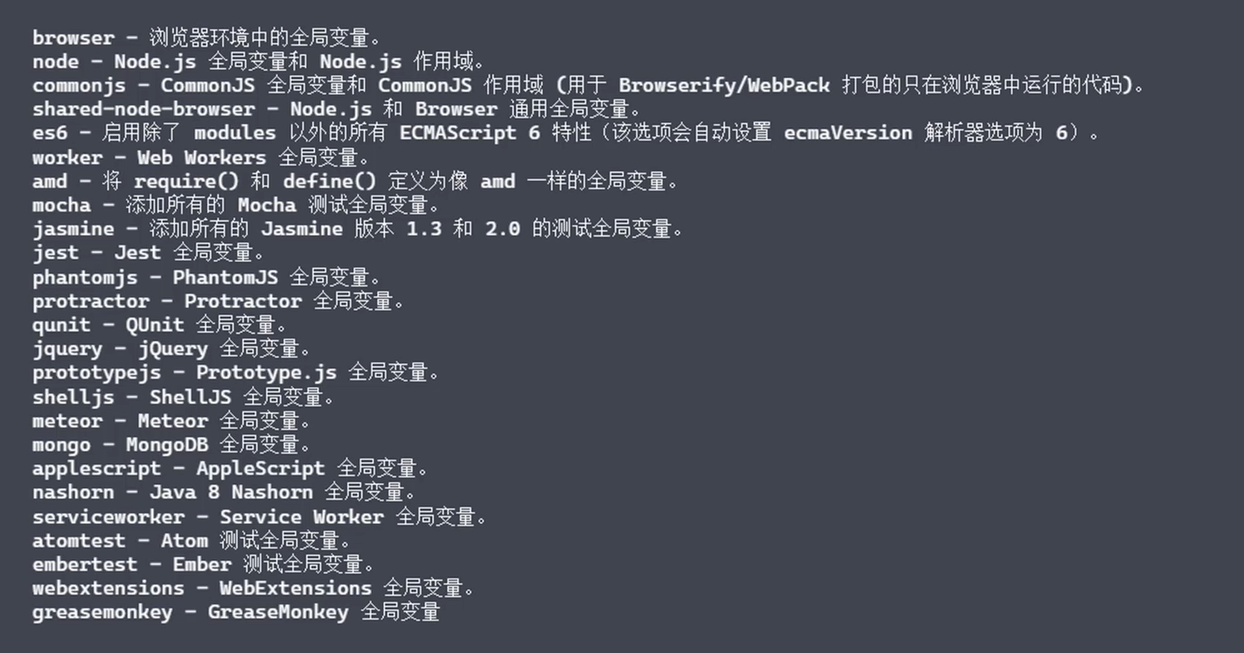 browser - 浏览器环境中的全局变量。
node - Node.js 全局变量和 Node.js 作用域。
commonjs - CommonJS 全局变量和 CommonJS 作用域 (用于 Browserify/WebPack 打包的只在浏览器中运行的代码)。
shared-node-browser - Node.js 和 Browser 通用全局变量。
es6 - 启用除了 modules 以外的所有 ECMAScript 6 特性（该选项会自动设置 ecmaVersion 解析器选项为 6）。
worker - Web Workers 全局变量。
amd - 将 require() 和 define() 定义为像 amd 一样的全局变量。
mocha - 添加所有的 Mocha 测试全局变量。
jasmine - 添加所有的 Jasmine 版本 1.3 和 2.0 的测试全局变量。
jest - Jest 全局变量。
phantomjs - PhantomJS 全局变量。
protractor - Protractor 全局变量。
qunit - QUnit 全局变量。
jquery - jQuery 全局变量。
prototypejs - Prototype.js 全局变量。
shelljs - ShellJS 全局变量。
meteor - Meteor 全局变量。
mongo - MongoDB 全局变量。
applescript - AppleScript 全局变量。
nashorn - Java 8 Nashorn 全局变量。
serviceworker - Service Worker 全局变量。
atomtest - Atom 测试全局变量。
embertest - Ember 测试全局变量。
webextensions - WebExtensions 全局变量。
greasemonkey - GreaseMonkey 全局变量